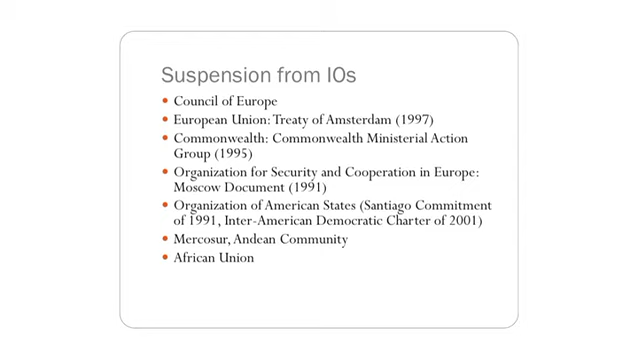 Suspension from IOs
• Council of Europe
• European Union: Treaty of Amsterdam (1997)
• Commonwealth: Commonwealth Ministerial Action
Group (1995)
• Organization for Security and Cooperation in Europe:
Moscow Document (1991)
• Organization of American States (Santiago Commitment
of 1991, Inter-American Democratic Charter of 2001)
• Mercosur, Andean Community
• African Union